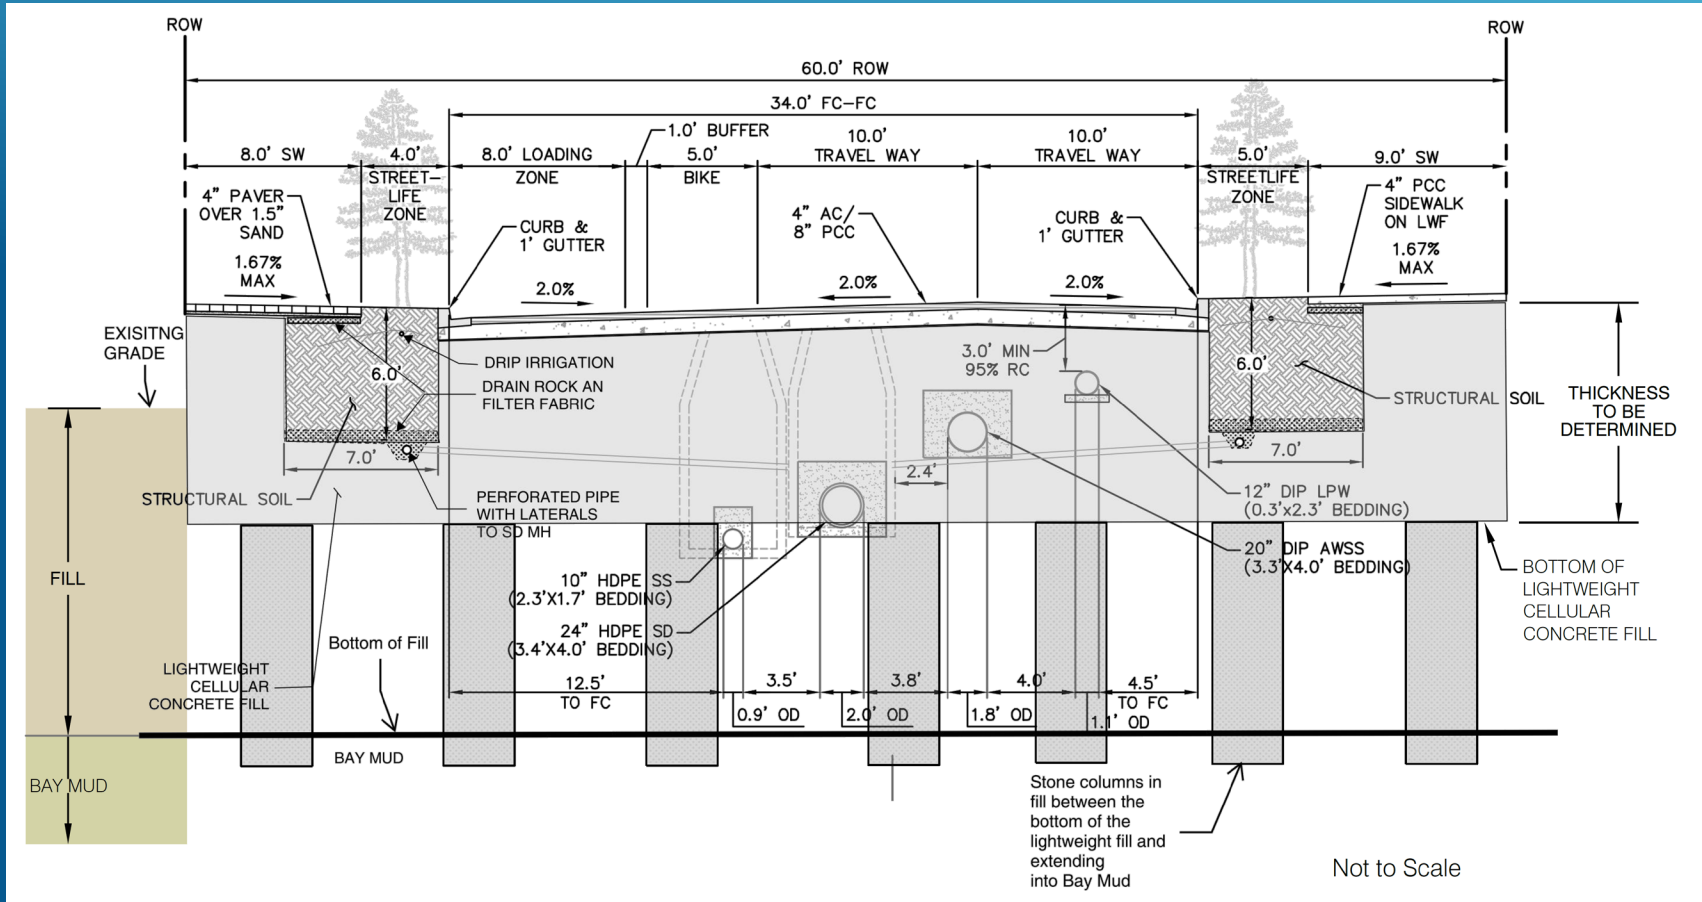 ROW
ROW
60.0' ROW
34.0' FC-FC
1.0' BUFFER
8.0' SW
4.0'
STREET-
LIFE
ZONE
8.0' LOADING
ZONE
5.0'
BIKE
10.0'
TRAVEL WAY
10.0'
TRAVEL WAY
5.0'
STREETLIFE
ZONE
9.0' SW
4" PAVER
OVER 1.5"
SAND
1.67%
MAX
CURB &
1' GUTTER
4" AC/
8" PCC
CURB &
1' GUTTER
4" PCC
SIDEWALK
ON LWF
1.67%
MAX
2.0%
2.0%
2.0%
EXISITNG
GRADE
6.0'
DRIP IRRIGATION
DRAIN ROCK AN
FILTER FABRIC
3.0' MIN
95% RC
6.0'
STRUCTURAL SOIL
THICKNESS
TO BE
DETERMINED
7.0'
7.0'
2.4'
STRUCTURAL SOIL
PERFORATED PIPE
WITH LATERALS
TO SD MH
12" DIP LPW
(0.3'x2.3' BEDDING)
20" DIP AWSS
(3.3'X4.0' BEDDING)
BOTTOM OF
LIGHTWEIGHT
CELLULAR
CONCRETE FILL
FILL
10" HDPE SS
(2.3'X1.7' BEDDING)
24" HDPE SD
(3.4'X4.0' BEDDING)
Bottom of Fill
LIGHTWEIGHT
CELLULAR
CONCRETE FILL
12.5'
TO FC
3.5'
3.8'
4.0'
4.5'
TO FC
0.9' OD
2.0' OD
1.8' OD
1.1' OD
BAY MUD
BAY MUD
Stone columns in
fill between the
bottom of the
lightweight fill and
extending
into Bay Mud
Not to Scale